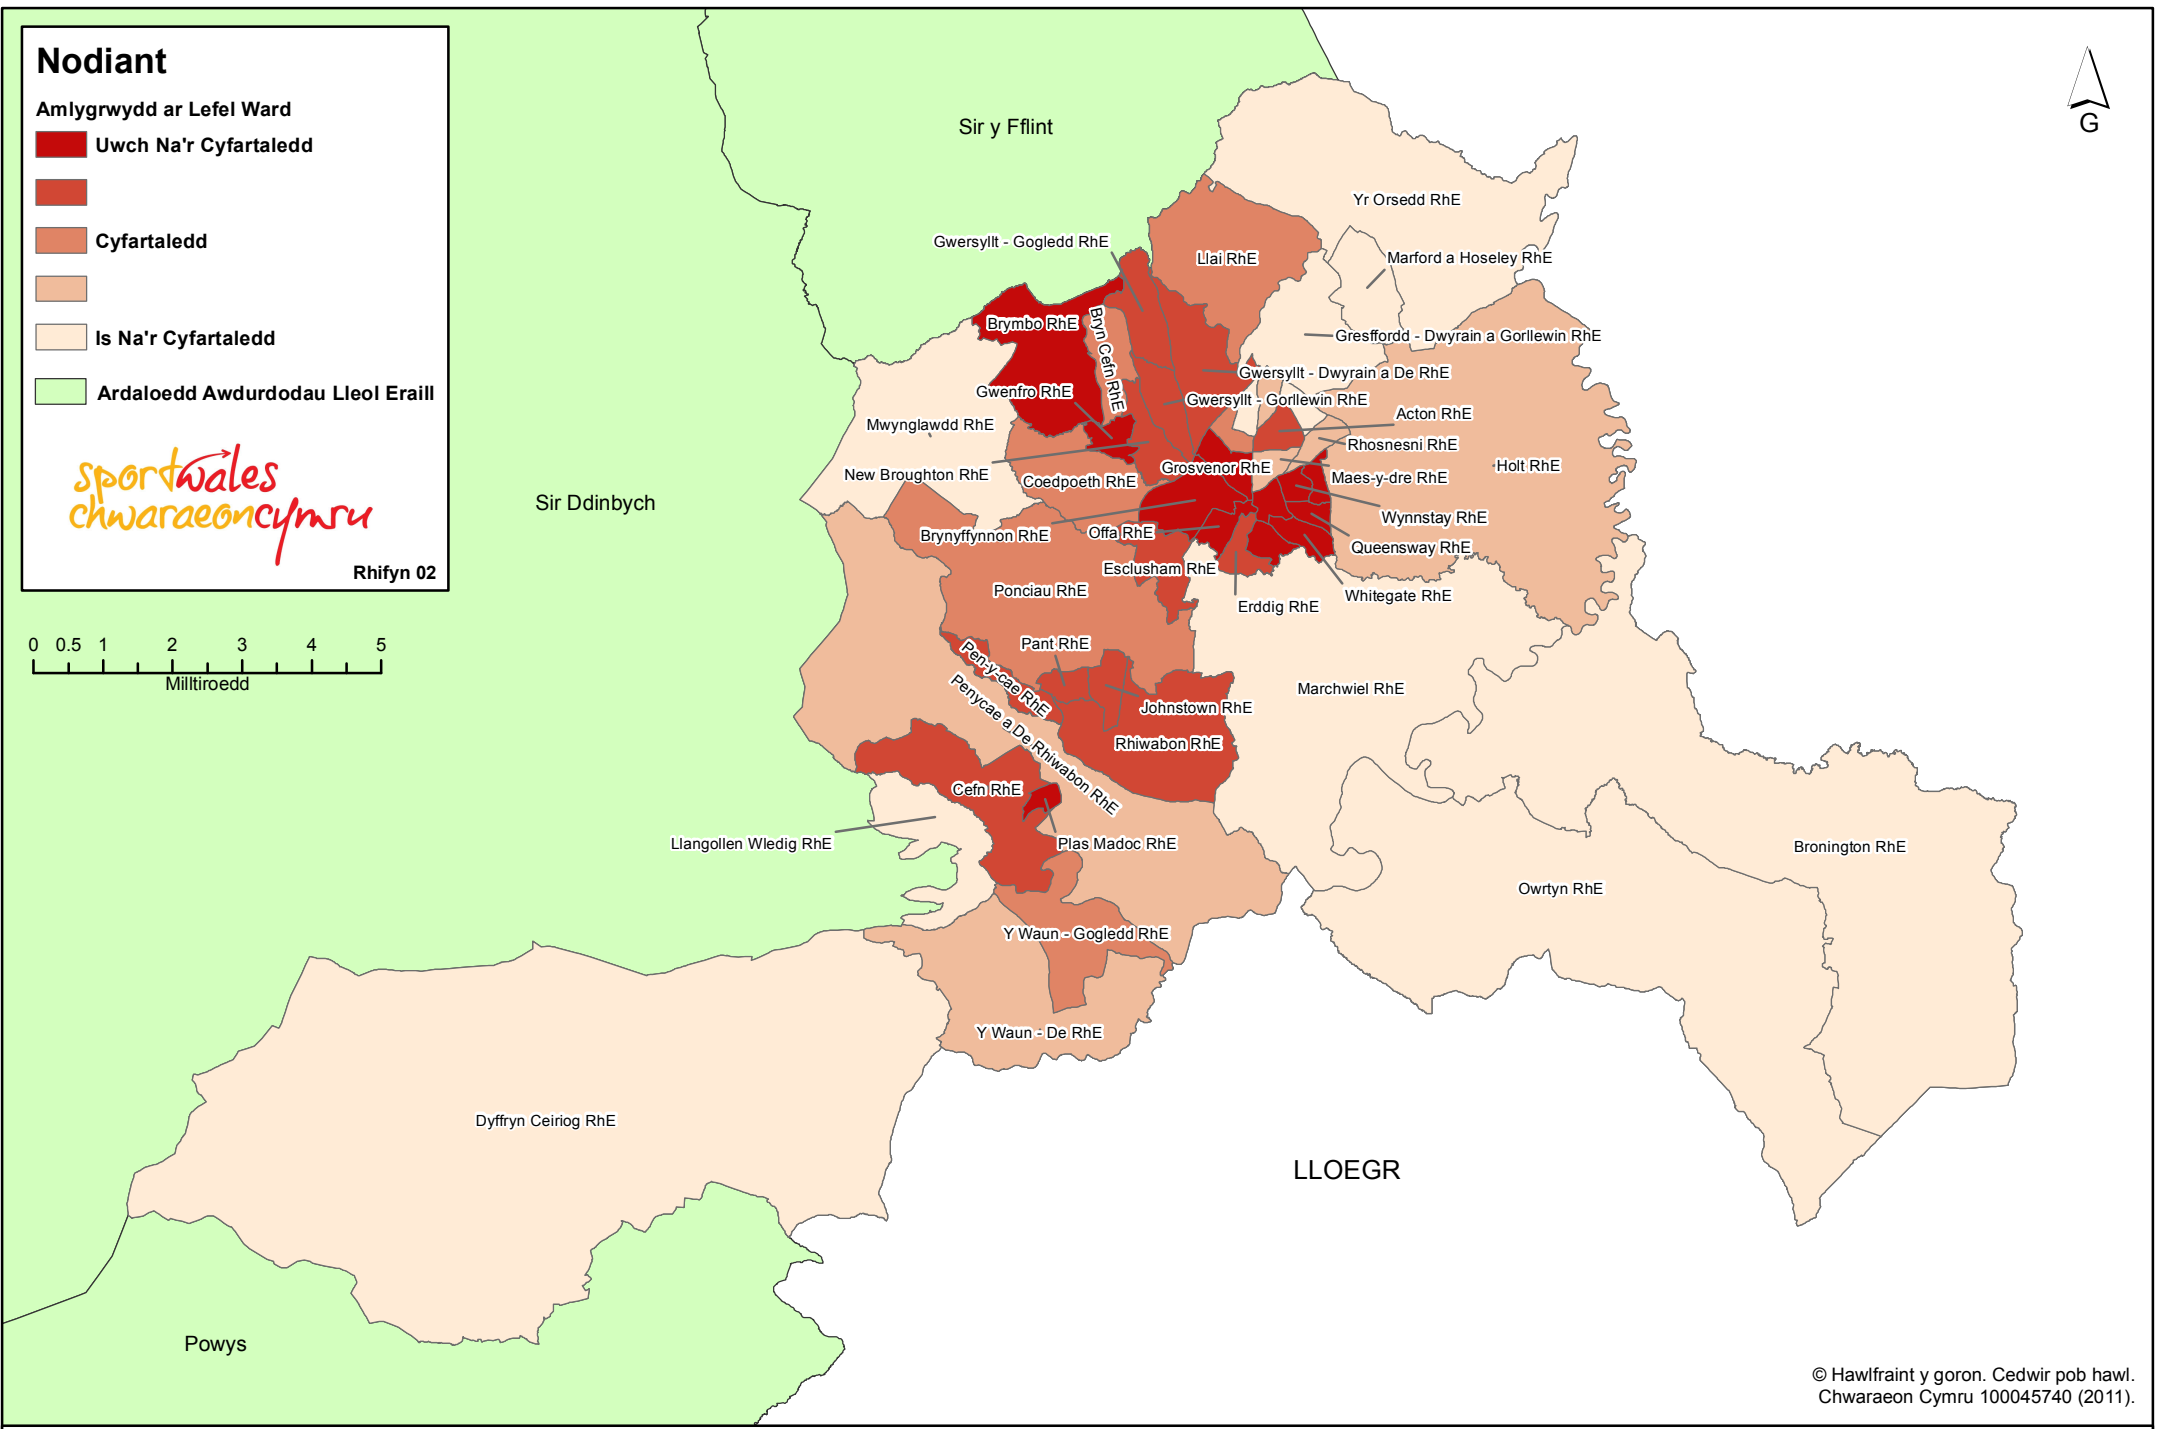 Nodiant
Amlygrwydd ar Lefel Ward
Uwch Na'r Cyfartaledd
Cyfartaledd
Is Na'r Cyfartaledd
Ardaloedd Awdurdodau Lleol Eraill
sportwales
chwaraeoncymru
Rhifyn 02
0 0.5 1 2 3 4 5
Milltiroedd
G
Sir y Fflint
Sir Ddinbych
Powys
LLOEGR
Yr Orsedd RhE
Gwersyllt - Gogledd RhE
Llai RhE
Marford a Hoseley RhE
Brymbo RhE
Bryn Cefn RhE
Gresffordd - Dwyrain a Gorllewin RhE
Gwersyllt - Dwyrain a De RhE
Gwenfro RhE
Gwersyllt - Gorllewin RhE
Acton RhE
Mwynglawdd RhE
Rhosnesni RhE
Grosvenor RhE
Holt RhE
New Broughton RhE
Coedpoeth RhE
Maes-y-dre RhE
Wynnstay RhE
Brynyffynnon RhE
Offa RhE
Queensway RhE
Esclusham RhE
Ponciau RhE
Erddig RhE
Whitegate RhE
Pant RhE
Pen-y-cae RhE
Penycae a De Rhiwabon RhE
Marchwiel RhE
Johnstown RhE
Rhiwabon RhE
Cefn RhE
Llangollen Wledig RhE
Plas Madoc RhE
Bronington RhE
Owrtyn RhE
Y Waun - Gogledd RhE
Y Waun - De RhE
Dyffryn Ceiriog RhE
© Hawlfraint y goron. Cedwir pob hawl.
Chwaraeon Cymru 100045740 (2011).